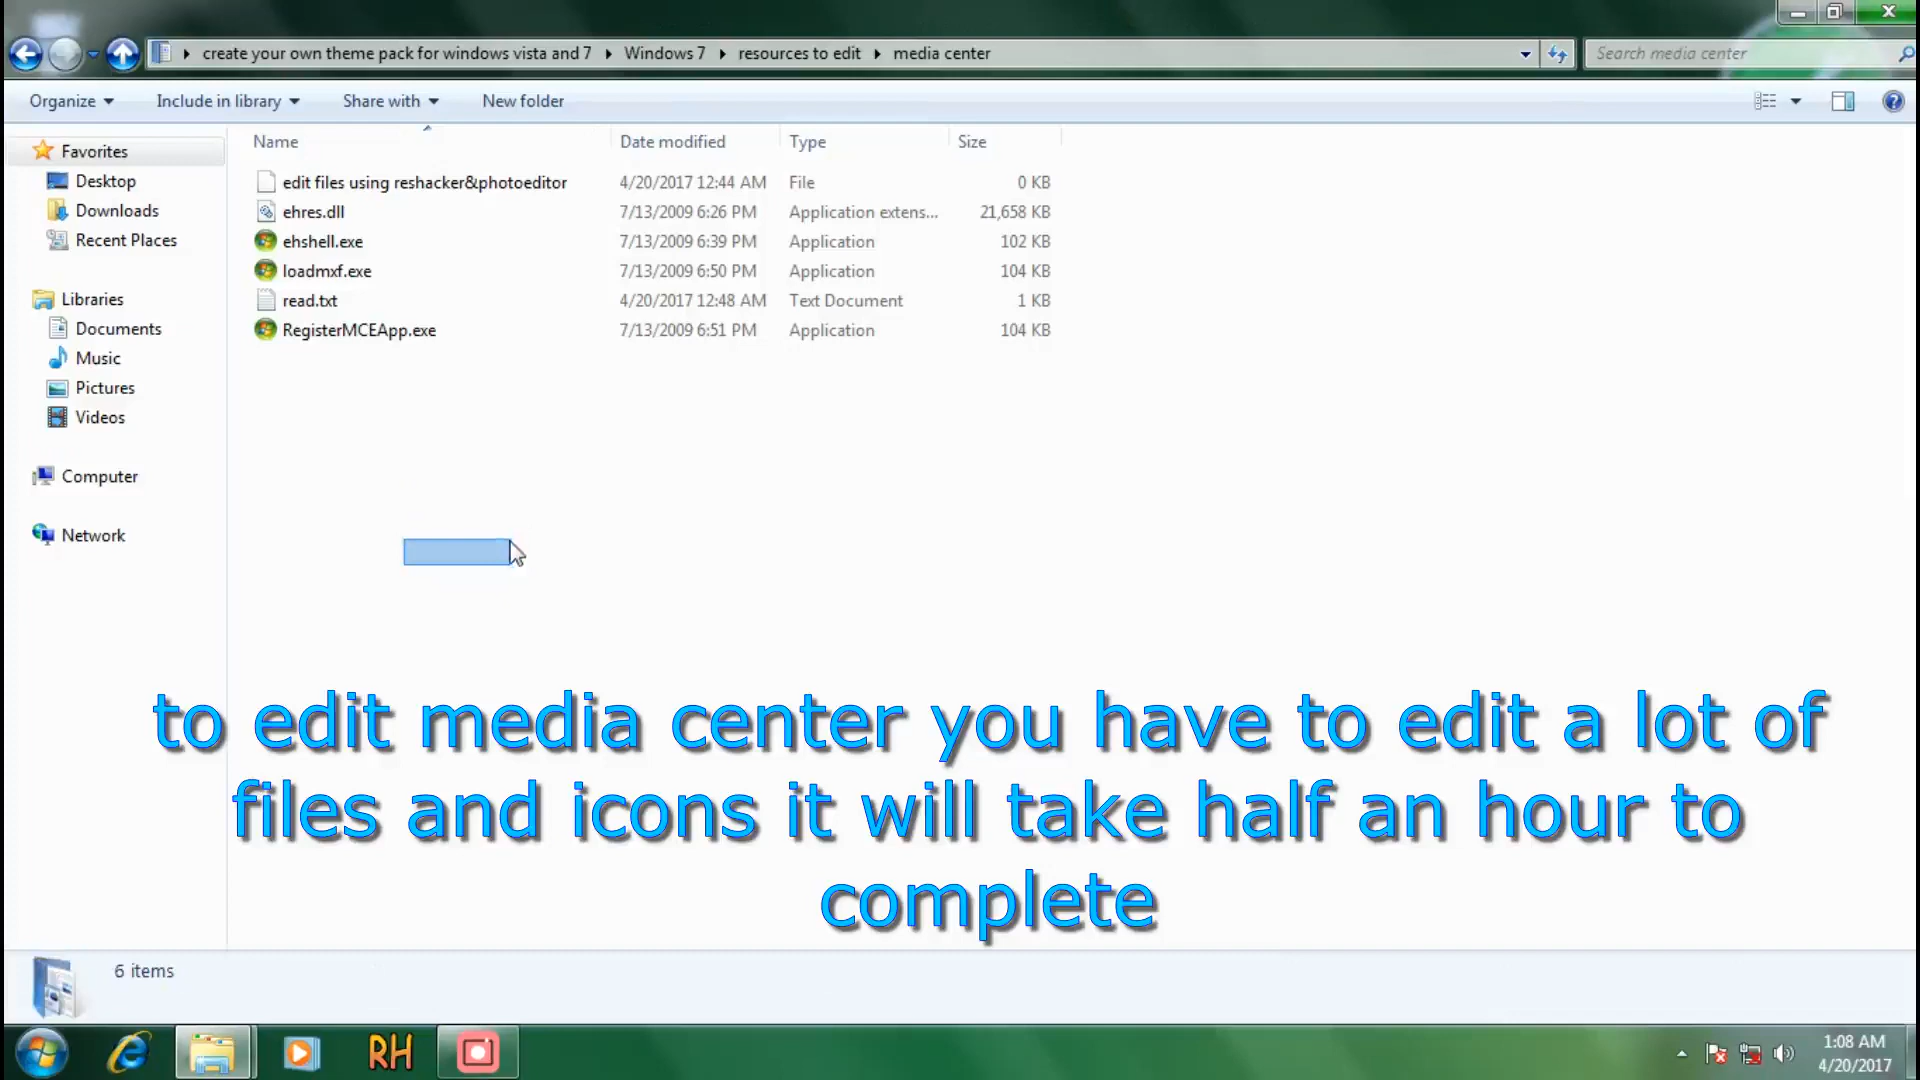 create your own theme pack for windows vista and 7 Windows 7 resources to edit media center Search media center
Organize Include in library Share with New folder
Name Date modified Type Size
Favorites
Desktop
Downloads
Recent Places
Libraries
Documents
Music
Pictures
Videos
Computer
Network
edit files using reshacker&photoeditor 4/20/2017 12:44 AM File 0 KB
ehres.dll 7/13/2009 6:26 PM Application extens... 21,658 KB
ehshell.exe 7/13/2009 6:39 PM Application 102 KB
loadmxf.exe 7/13/2009 6:50 PM Application 104 KB
read.txt 4/20/2017 12:48 AM Text Document 1 KB
RegisterMCEApp.exe 7/13/2009 6:51 PM Application 104 KB
to edit media center you have to edit a lot of
files and icons it will take half an hour to
complete
6 items
RH
1:08 AM
4/20/2017